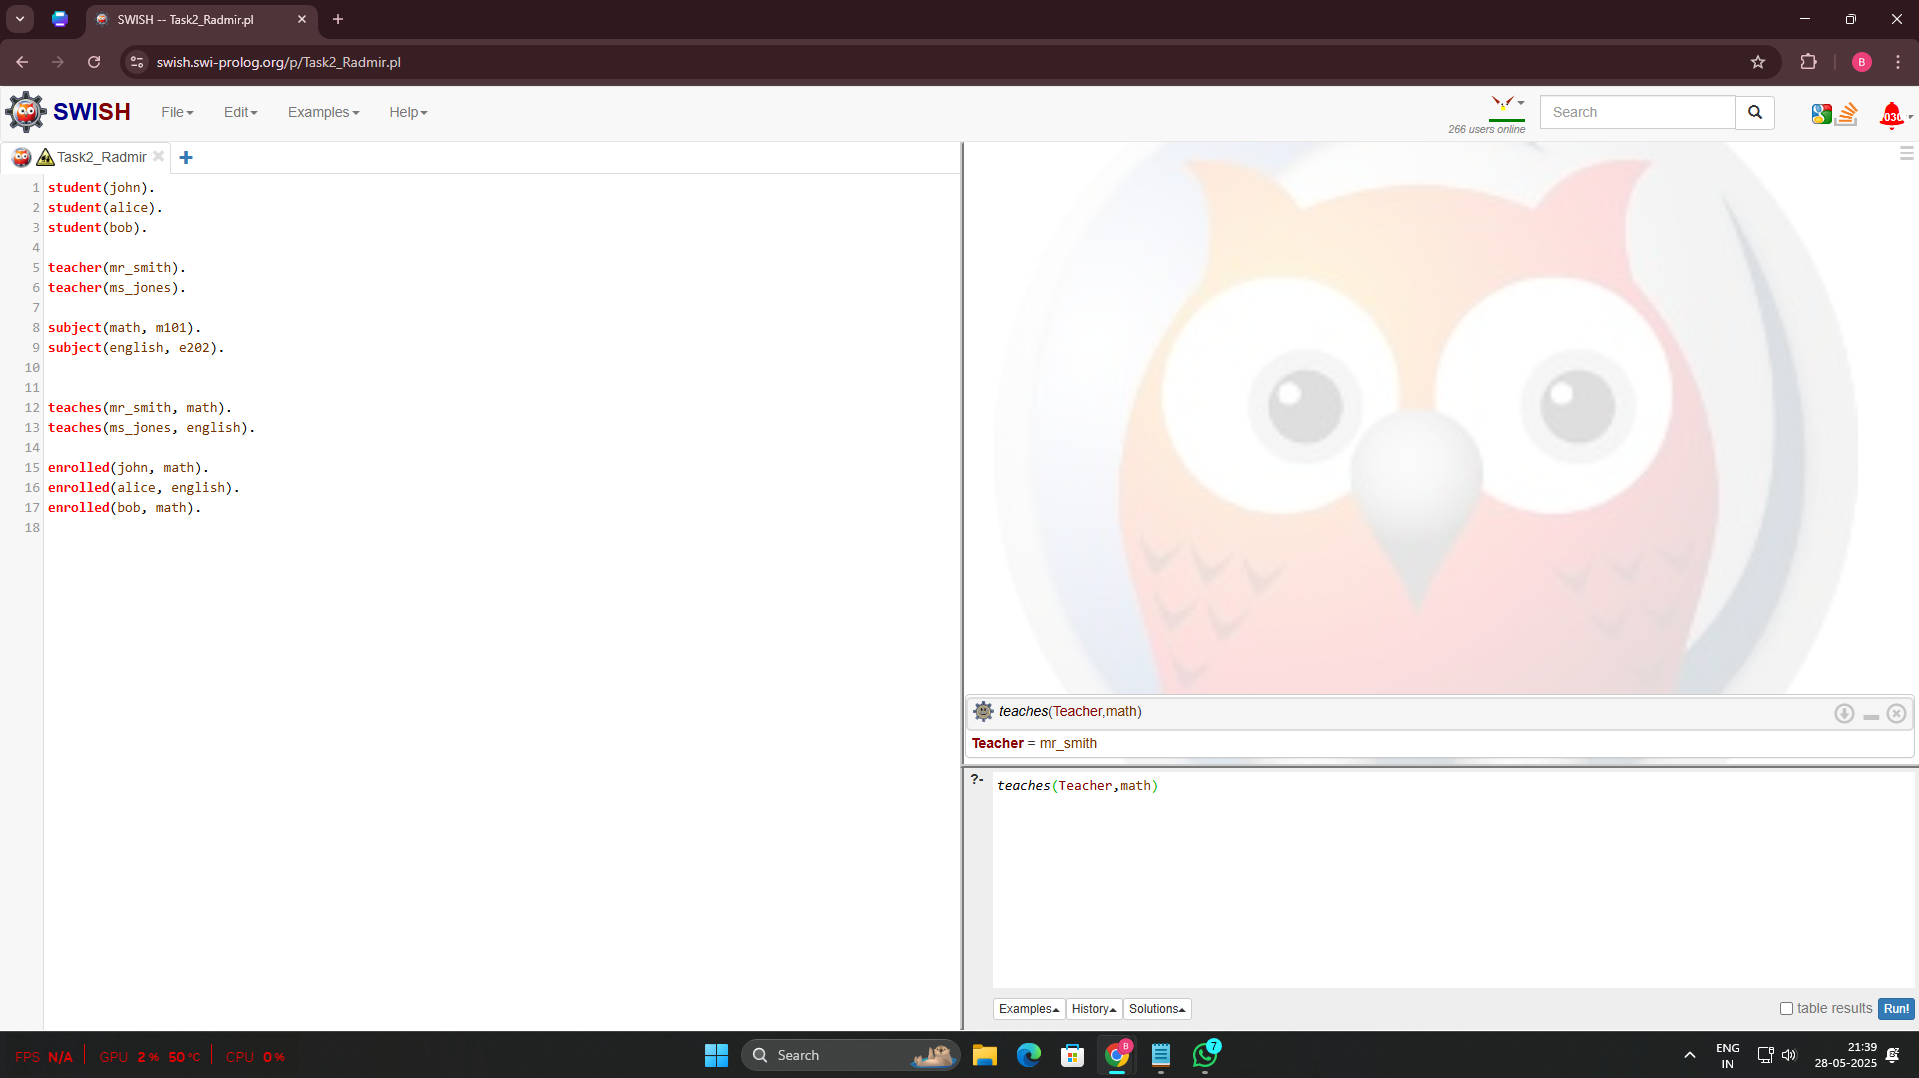 SWISH -- Task2_Radmir.pl
swish.swi-prolog.org/p/Task2_Radmir.pl
B
SWISH File Edit Examples Help
266 users online
Search
Task2_Radmir
1 student(john).
2 student(alice).
3 student(bob).
4
5 teacher(mr_smith).
6 teacher(ms_jones).
7
8 subject(math, m101).
9 subject(english, e202).
10
11
12 teaches(mr_smith, math).
13 teaches(ms_jones, english).
14
15 enrolled(john, math).
16 enrolled(alice, english).
17 enrolled(bob, math).
18
teaches(Teacher,math)
Teacher = mr_smith
?- teaches(Teacher,math)
Examples History Solutions
table results Run!
FPS N/A GPU 2 % 50 °C CPU 0 %
Search
B
7
ENG
IN
21:39
28-05-2025